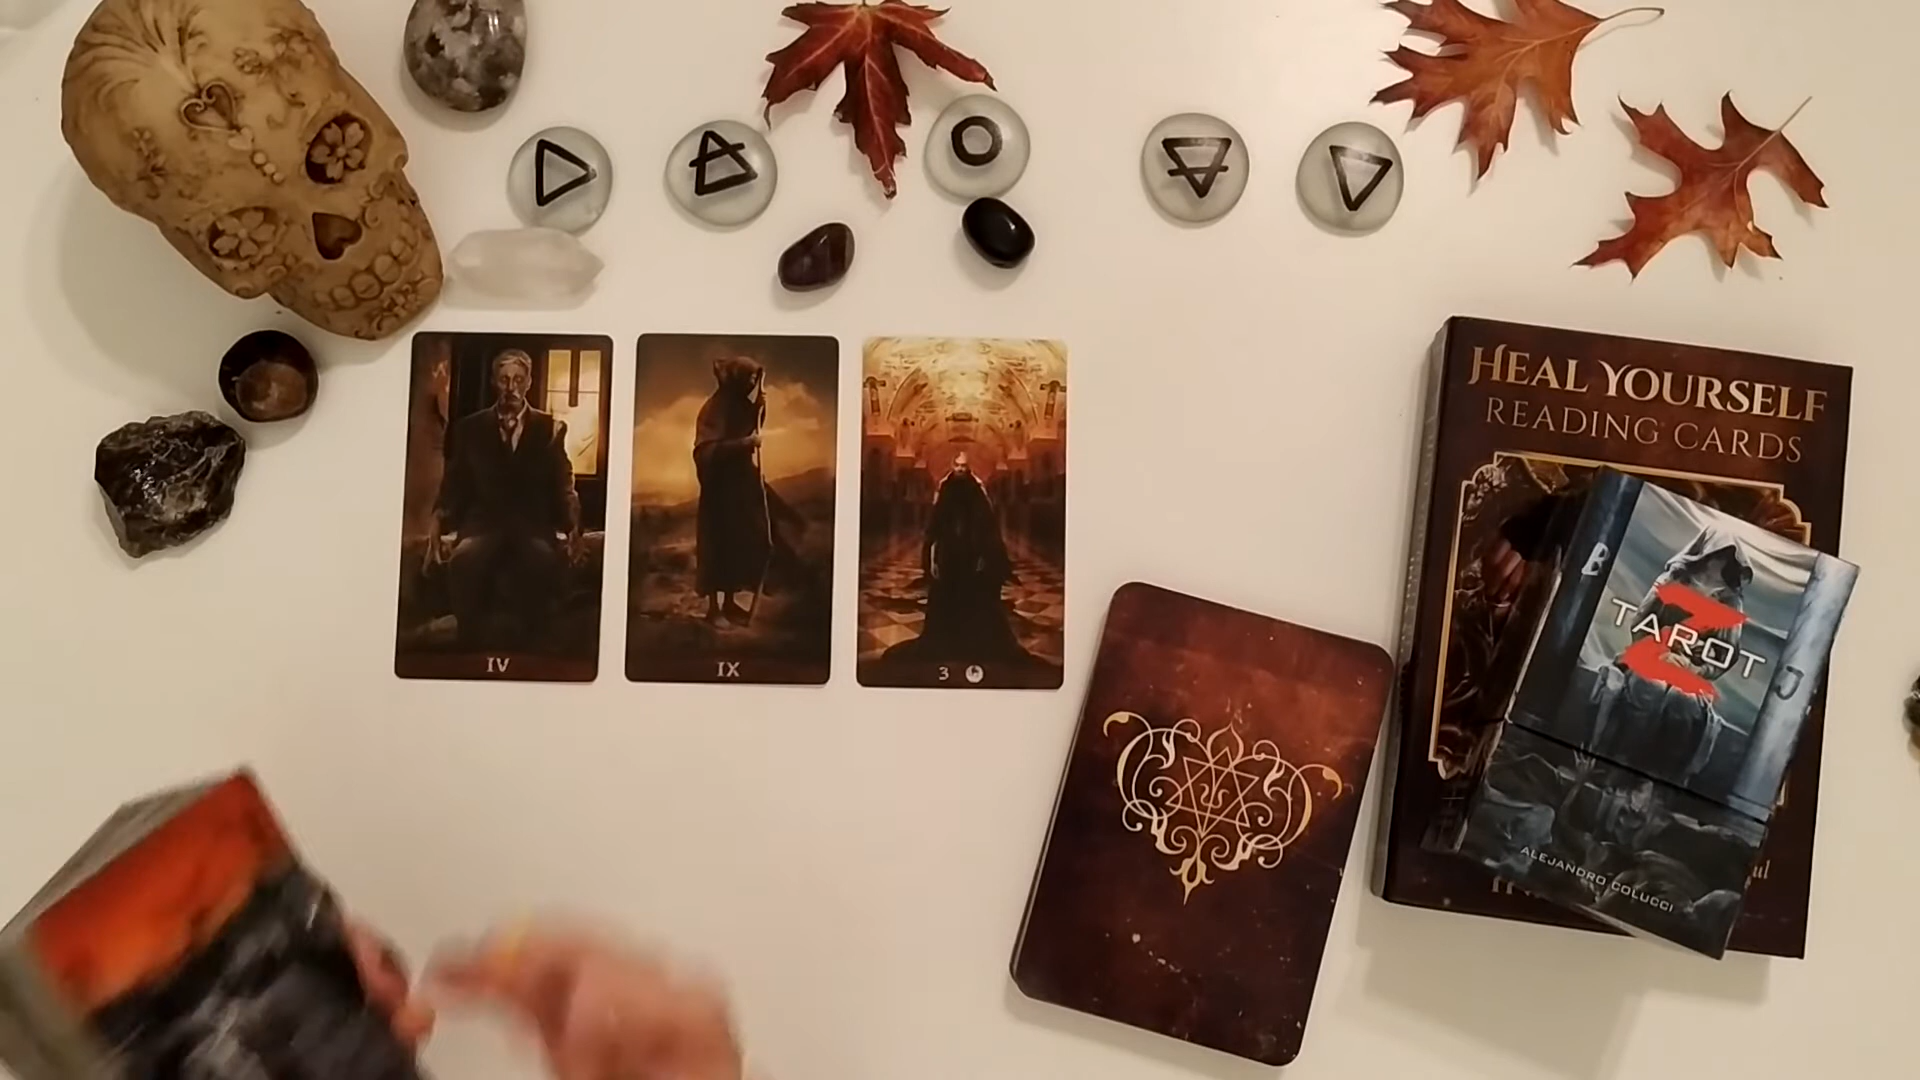 IV
IX
3
HEAL YOURSELF
READING CARDS
B
J
Z
TAROT
ALEJANDRO COLUCCI